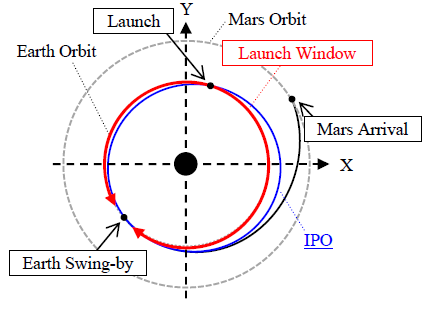 Launch
Y
Mars Orbit
Earth Orbit
Launch Window
Mars Arrival
X
IPO
Earth Swing-by